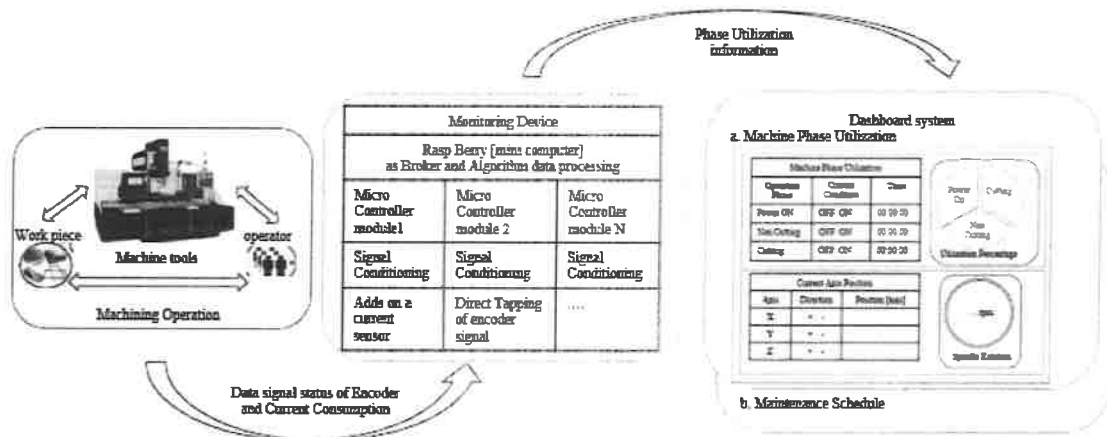 Phase Utilization
information
Work piece
Machine tools
operator
Machining Operation
Monitoring Device
Rasp Berry [mini computer]
as Broker and Algorithm data processing
Micro
Controller
module1
Micro
Controller
module 2
Micro
Controller
module N
Signal
Conditioning
Signal
Conditioning
Signal
Conditioning
Adds on a
current
sensor
Direct Tapping
of encoder
signal
....
Data signal status of Encoder
and Current Consumption
Dashboard system
a. Machine Phase Utilization
Machine Phase Utilization
Operation
Phase
Current
Condition
Time
Power ON
OFF ON
00:00:00
Non Cutting
OFF ON
00:00:00
Cutting
OFF ON
00:00:00
Power
On
Cutting
Non
Cutting
Utilization Percentage
Current Axis Position
Axis
Direction
Position [mm]
X
+ -
Y
+ -
Z
+ -
Spindle Rotation
b. Maintenance Schedule